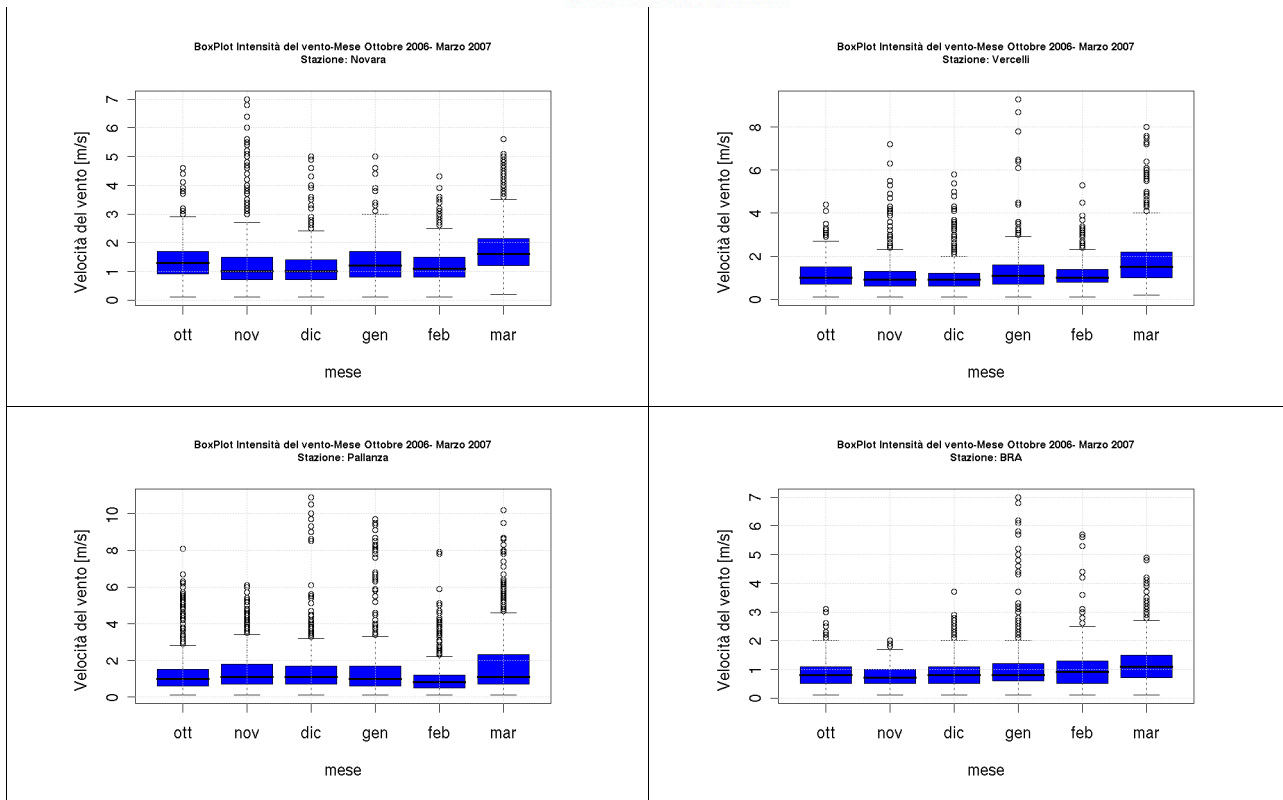 BoxPlot Intensità del vento-Mese Ottobre 2006- Marzo 2007
Stazione: Novara
Velocità del vento [m/s]
7
6
5
4
3
2
1
0
ott nov dic gen feb mar
mese
BoxPlot Intensità del vento-Mese Ottobre 2006- Marzo 2007
Stazione: Vercelli
Velocità del vento [m/s]
8
6
4
2
0
ott nov dic gen feb mar
mese
BoxPlot Intensità del vento-Mese Ottobre 2006- Marzo 2007
Stazione: Pallanza
Velocità del vento [m/s]
10
8
6
4
2
0
ott nov dic gen feb mar
mese
BoxPlot Intensità del vento-Mese Ottobre 2006- Marzo 2007
Stazione: BRA
Velocità del vento [m/s]
7
6
5
4
3
2
1
0
ott nov dic gen feb mar
mese